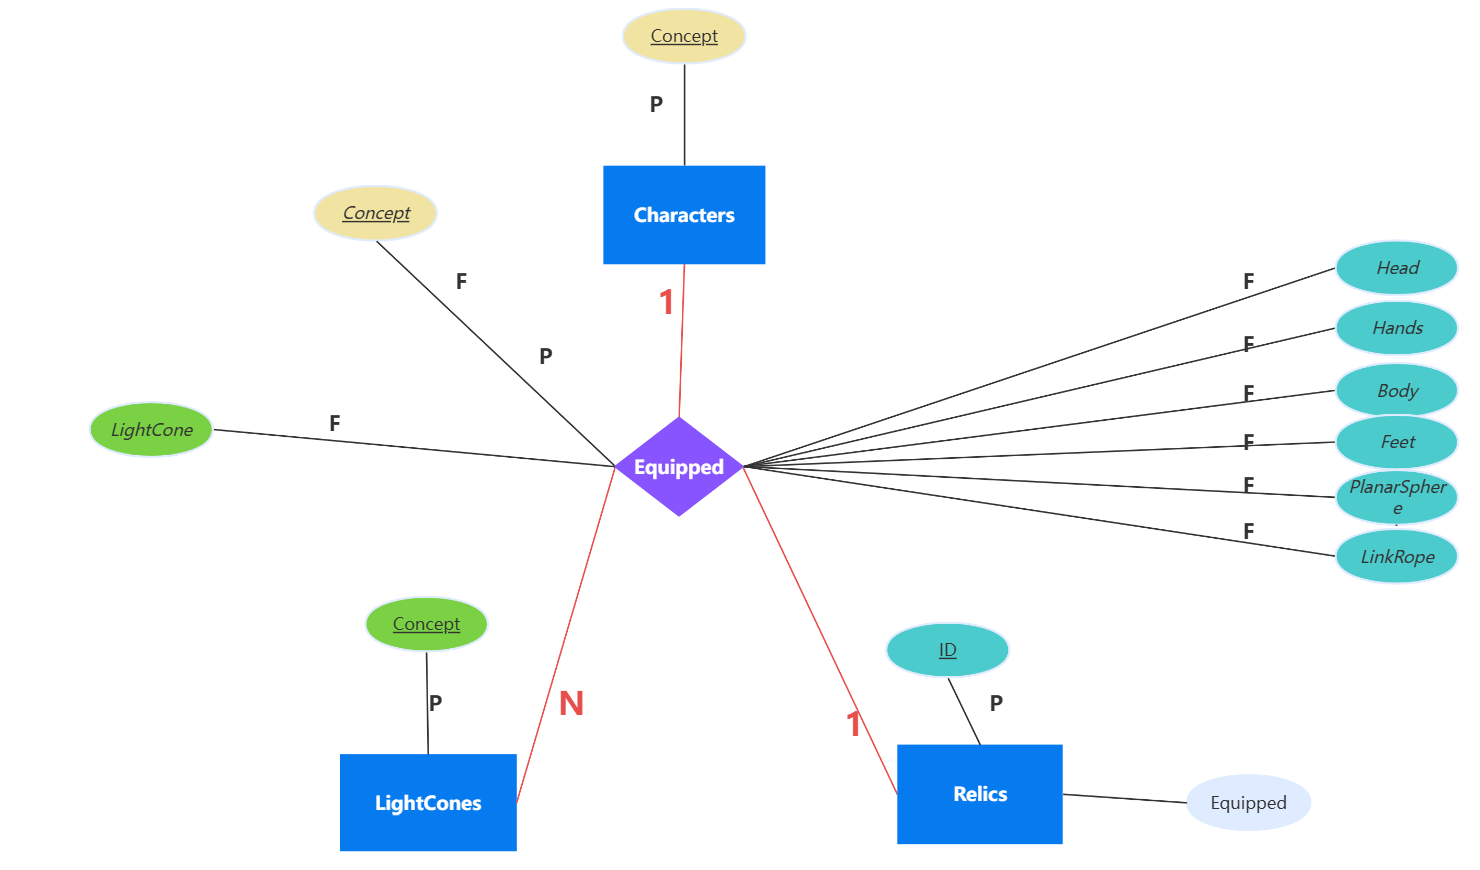 Concept
P
Characters
Concept
F
P
1
LightCone
F
Equipped
F
Head
F
Hands
F
Body
F
Feet
F
PlanarSpher
e
F
LinkRope
Concept
P
N
LightCones
ID
P
1
Relics
Equipped